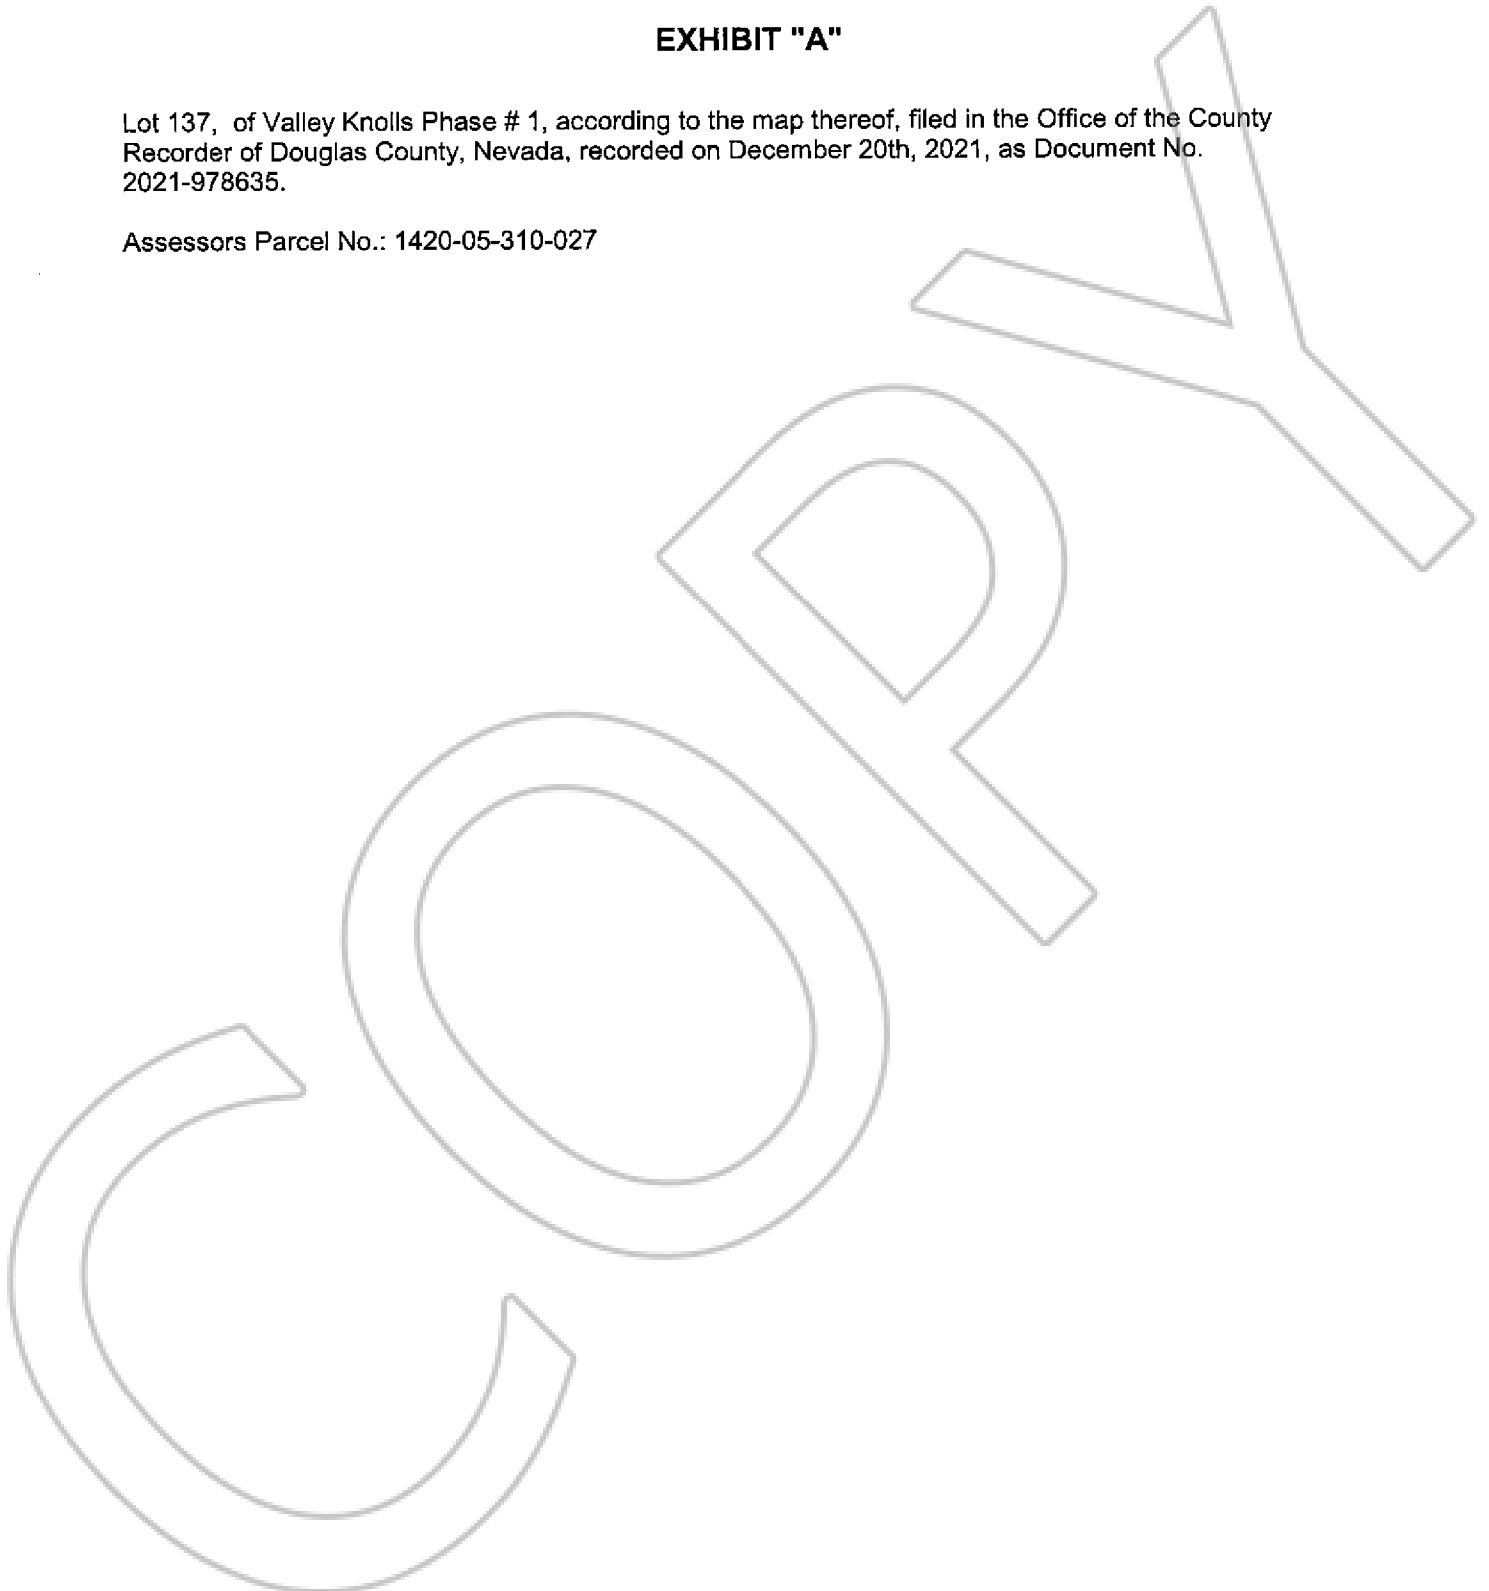 EXHIBIT "A"
Lot 137, of Valley Knolls Phase # 1, according to the map thereof, filed in the Office of the County
Recorder of Douglas County, Nevada, recorded on December 20th, 2021, as Document No.
2021-978635.
Assessors Parcel No.: 1420-05-310-027
COPY